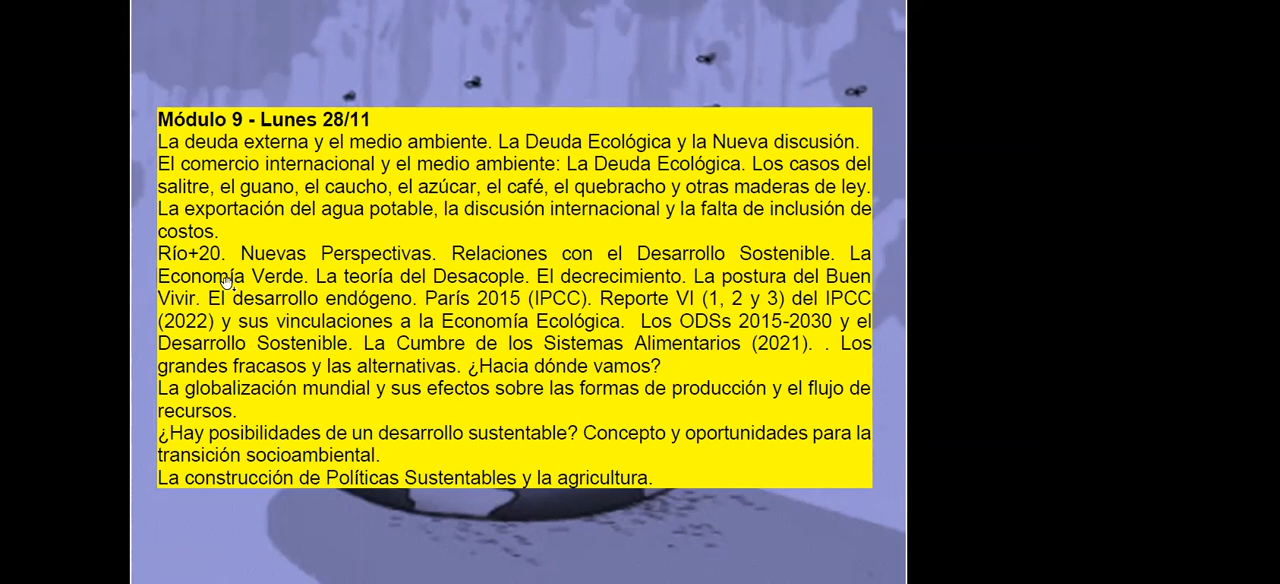 Módulo 9 - Lunes 28/11
La deuda externa y el medio ambiente. La Deuda Ecológica y la Nueva discusión.
El comercio internacional y el medio ambiente: La Deuda Ecológica. Los casos del
salitre, el guano, el caucho, el azúcar, el café, el quebracho y otras maderas de ley.
La exportación del agua potable, la discusión internacional y la falta de inclusión de
costos.
Río+20. Nuevas Perspectivas. Relaciones con el Desarrollo Sostenible. La
Economía Verde. La teoría del Desacople. El decrecimiento. La postura del Buen
Vivir. El desarrollo endógeno. París 2015 (IPCC). Reporte VI (1, 2 y 3) del IPCC
(2022) y sus vinculaciones a la Economía Ecológica.  Los ODSs 2015-2030 y el
Desarrollo Sostenible. La Cumbre de los Sistemas Alimentarios (2021). . Los
grandes fracasos y las alternativas. ¿Hacia dónde vamos?
La globalización mundial y sus efectos sobre las formas de producción y el flujo de
recursos.
¿Hay posibilidades de un desarrollo sustentable? Concepto y oportunidades para la
transición socioambiental.
La construcción de Políticas Sustentables y la agricultura.